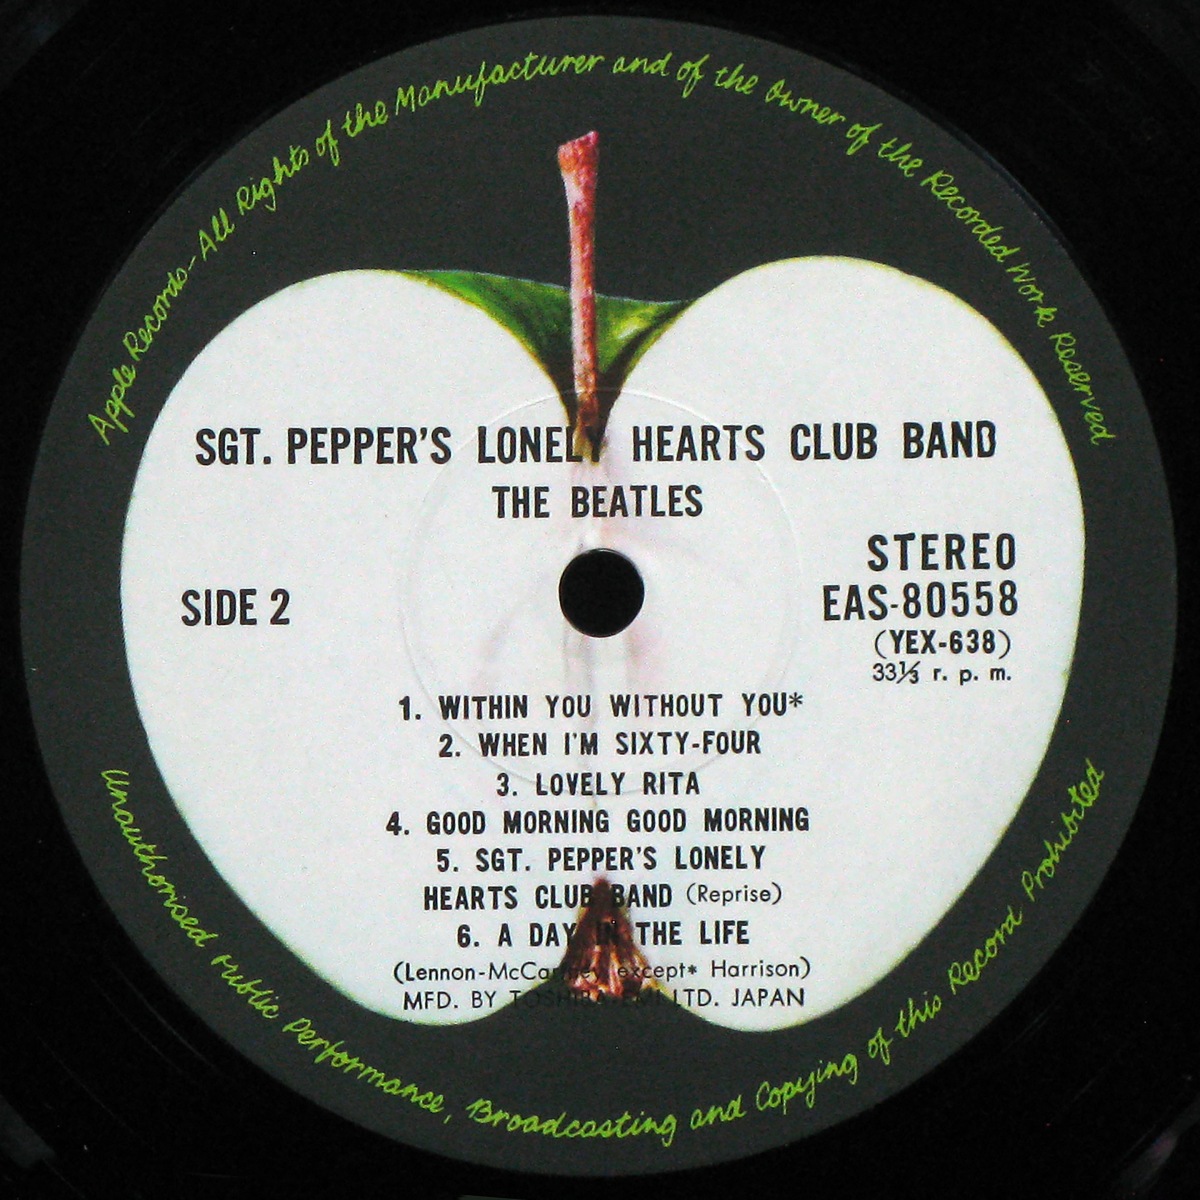 Apple Records-All Rights of the Manufacturer and of the Owner of the Recorded Work Reserved
SGT. PEPPER'S LONELY HEARTS CLUB BAND
THE BEATLES
STEREO
EAS-80558
(YEX-638)
33⅓ r. p. m.
SIDE 2
1. WITHIN YOU WITHOUT YOU*
2. WHEN I'M SIXTY-FOUR
3. LOVELY RITA
4. GOOD MORNING GOOD MORNING
5. SGT. PEPPER'S LONELY
HEARTS CLUB BAND (Reprise)
6. A DAY IN THE LIFE
(Lennon-McCartney except* Harrison)
MFD. BY TOSHIBA EMI LTD. JAPAN
Unauthorised Public Performance, Broadcasting and Copying of this Record Prohibited